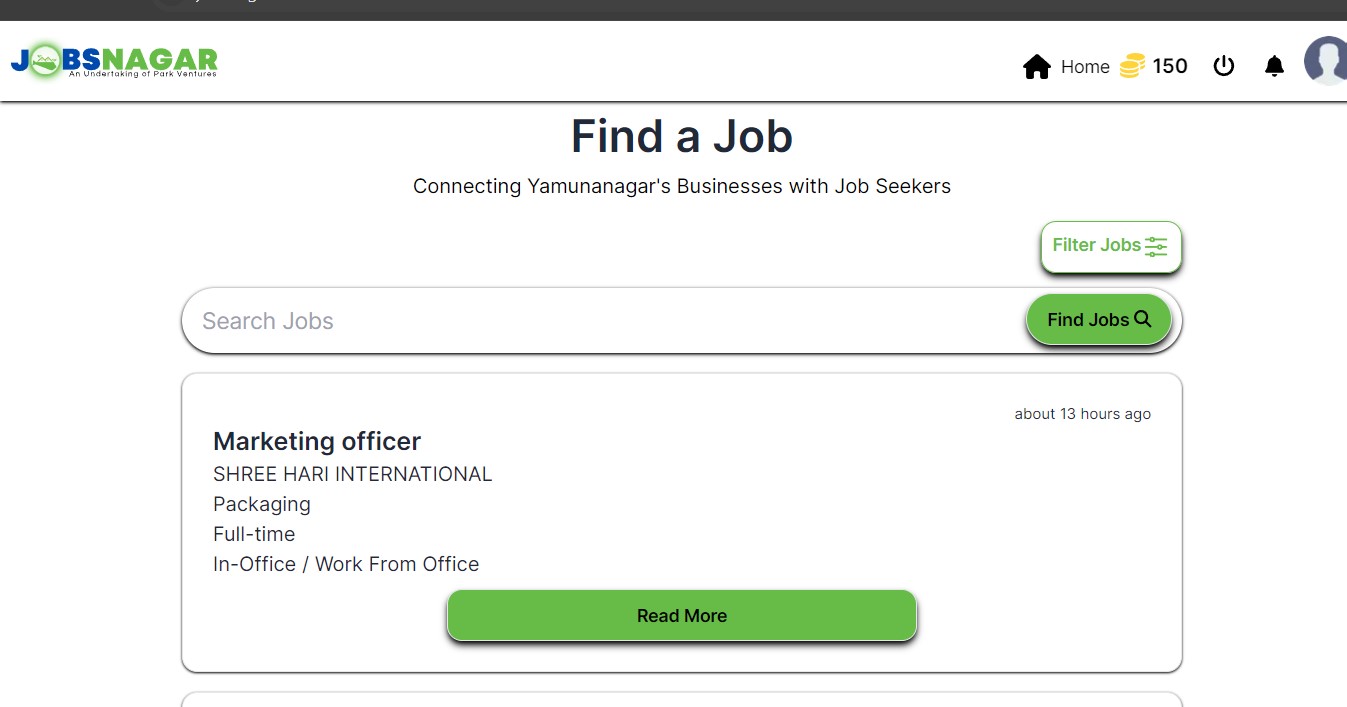 JOBSNAGAR
An Undertaking of Park Ventures
Home
150
Find a Job
Connecting Yamunanagar's Businesses with Job Seekers
Filter Jobs
Search Jobs
Find Jobs
about 13 hours ago
Marketing officer
SHREE HARI INTERNATIONAL
Packaging
Full-time
In-Office / Work From Office
Read More